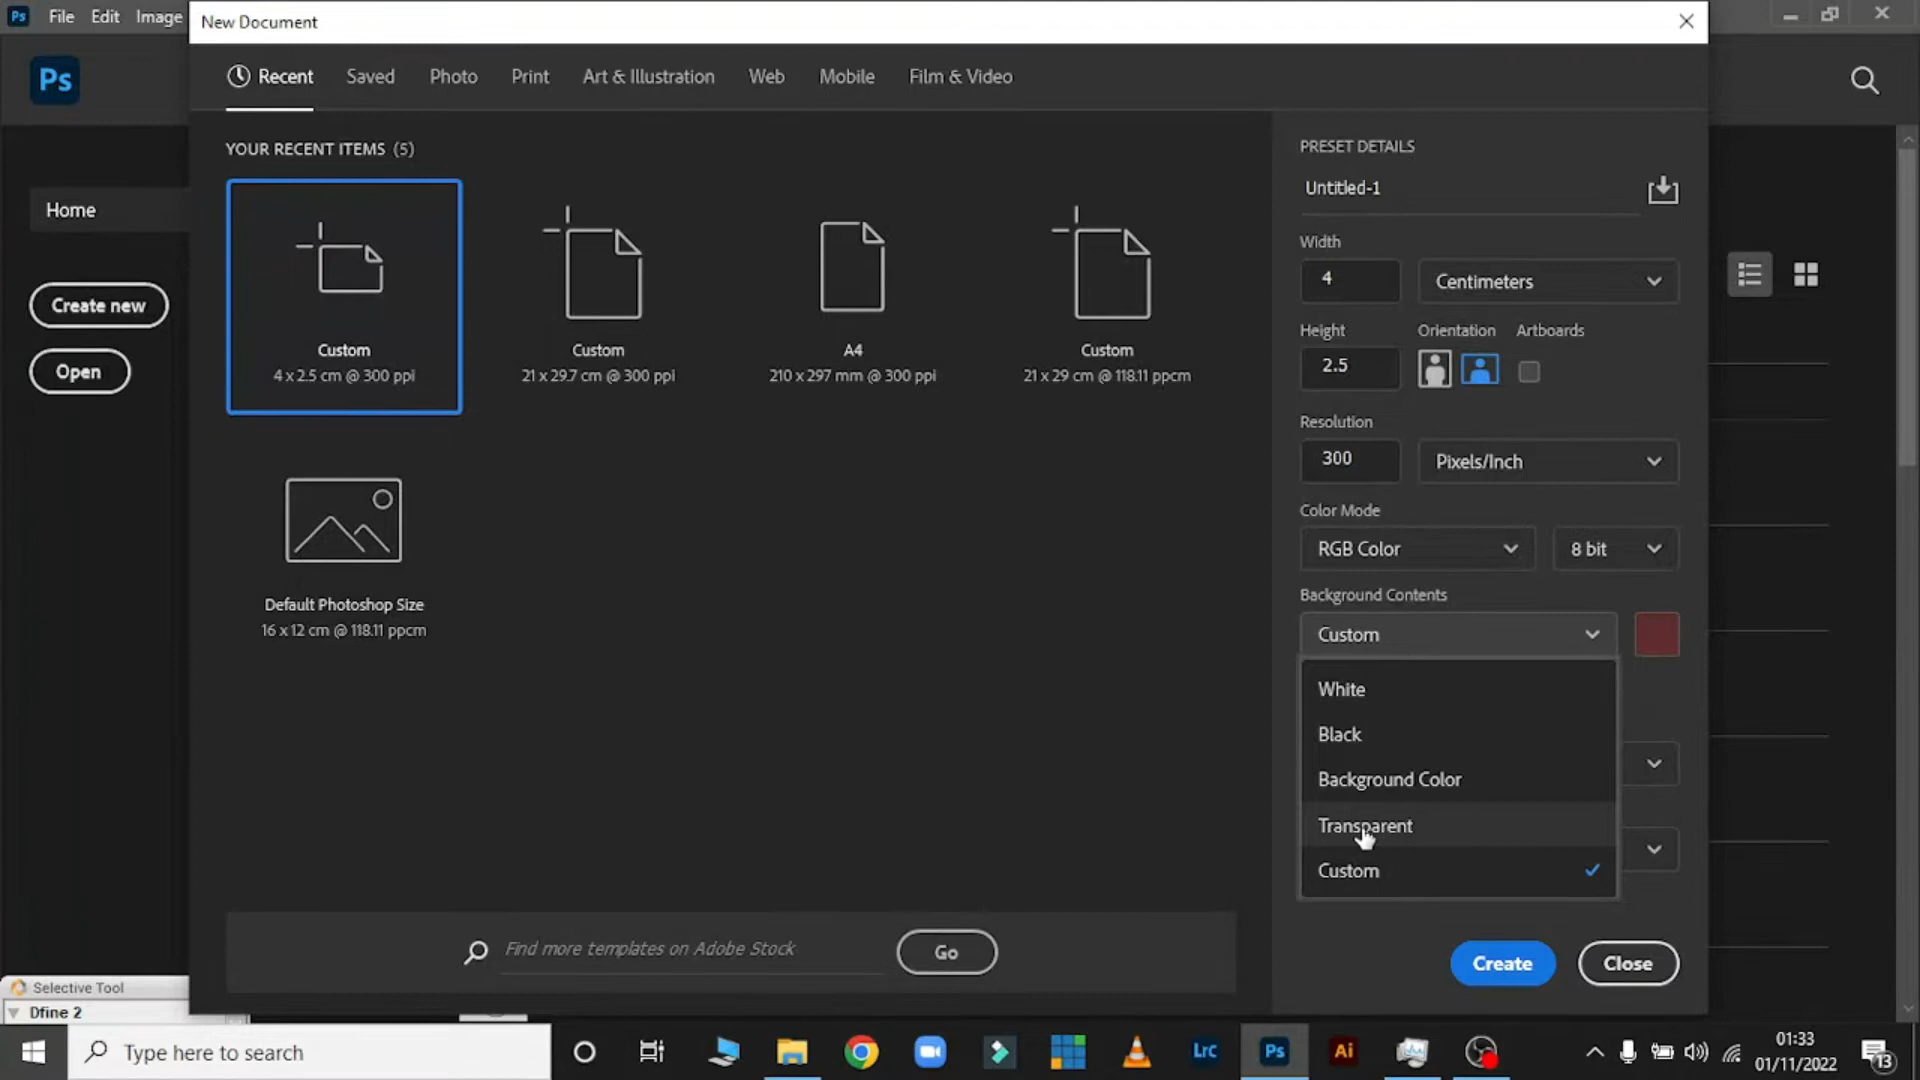 Ps File Edit Image
New Document
Ps
Recent Saved Photo Print Art & Illustration Web Mobile Film & Video
YOUR RECENT ITEMS (5)
Home
Create new
Open
Custom
4 x 2.5 cm @ 300 ppi
Custom
21 x 29.7 cm @ 300 ppi
A4
210 x 297 mm @ 300 ppi
Custom
21 x 29 cm @ 118.11 ppcm
Default Photoshop Size
16 x 12 cm @ 118.11 ppcm
Find more templates on Adobe Stock
Go
PRESET DETAILS
Untitled-1
Width
4 Centimeters
Height Orientation Artboards
2.5
Resolution
300 Pixels/Inch
Color Mode
RGB Color 8 bit
Background Contents
Custom
White
Black
Background Color
Transparent
Custom
Create Close
Selective Tool
Dfine 2
Type here to search
LrC Ps Ai
01:33
01/11/2022
13